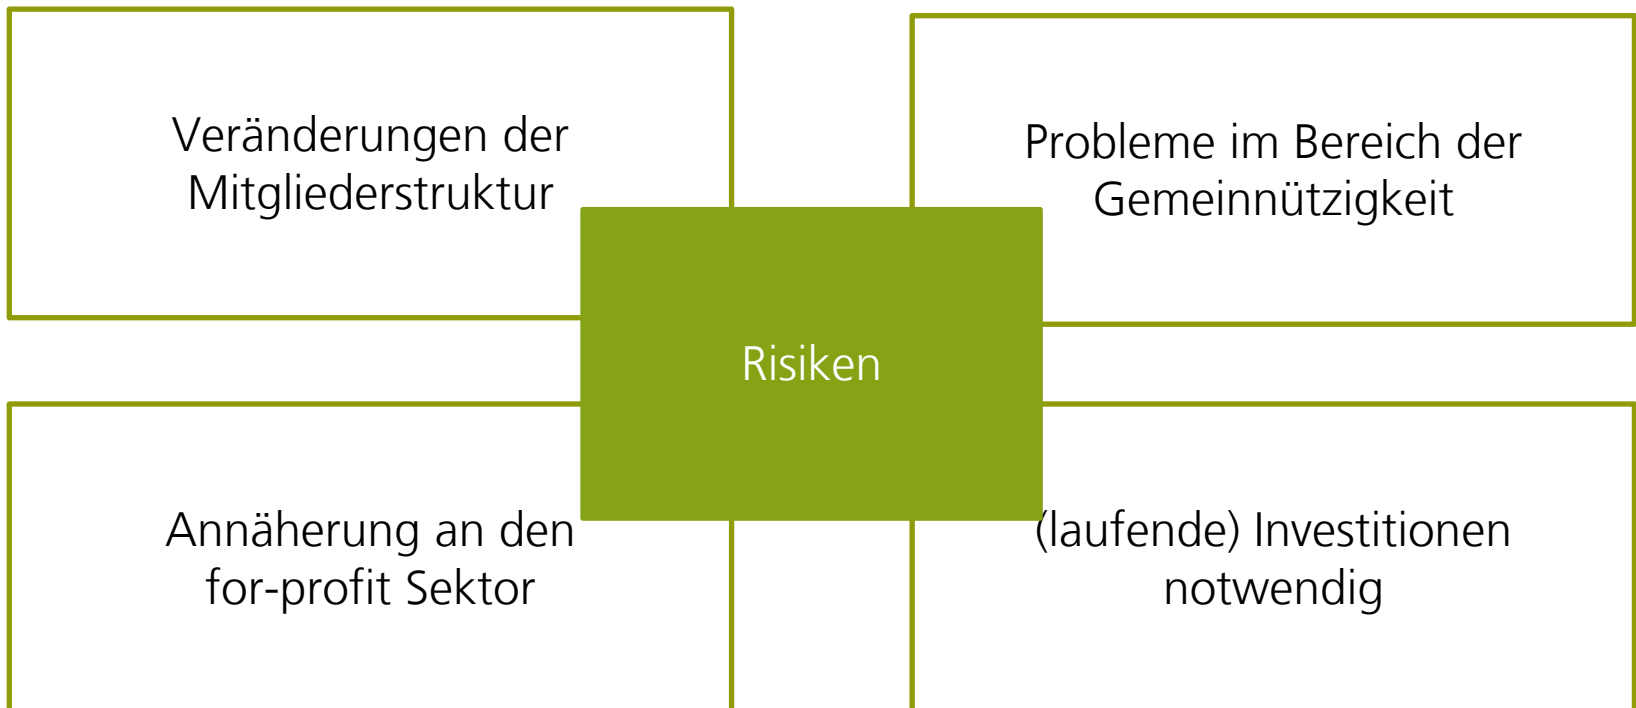 Veränderungen der
Mitgliederstruktur
Probleme im Bereich der
Gemeinnützigkeit
Risiken
Annäherung an den
for-profit Sektor
(laufende) Investitionen
notwendig